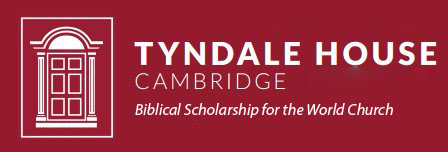 TYNDALE HOUSE
CAMBRIDGE
Biblical Scholarship for the World Church